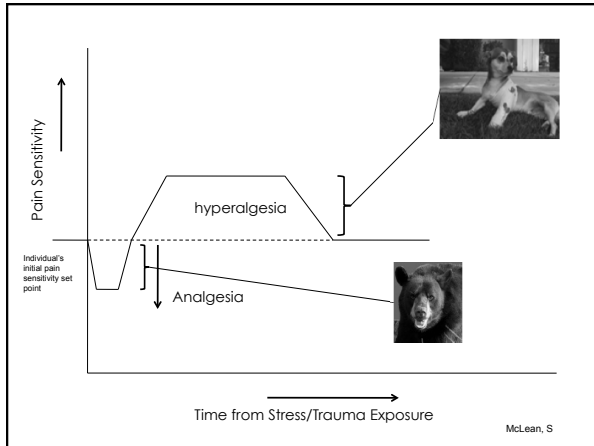 Pain Sensitivity
hyperalgesia
Individual's
initial pain
sensitivity set
point
Analgesia
Time from Stress/Trauma Exposure
McLean, S